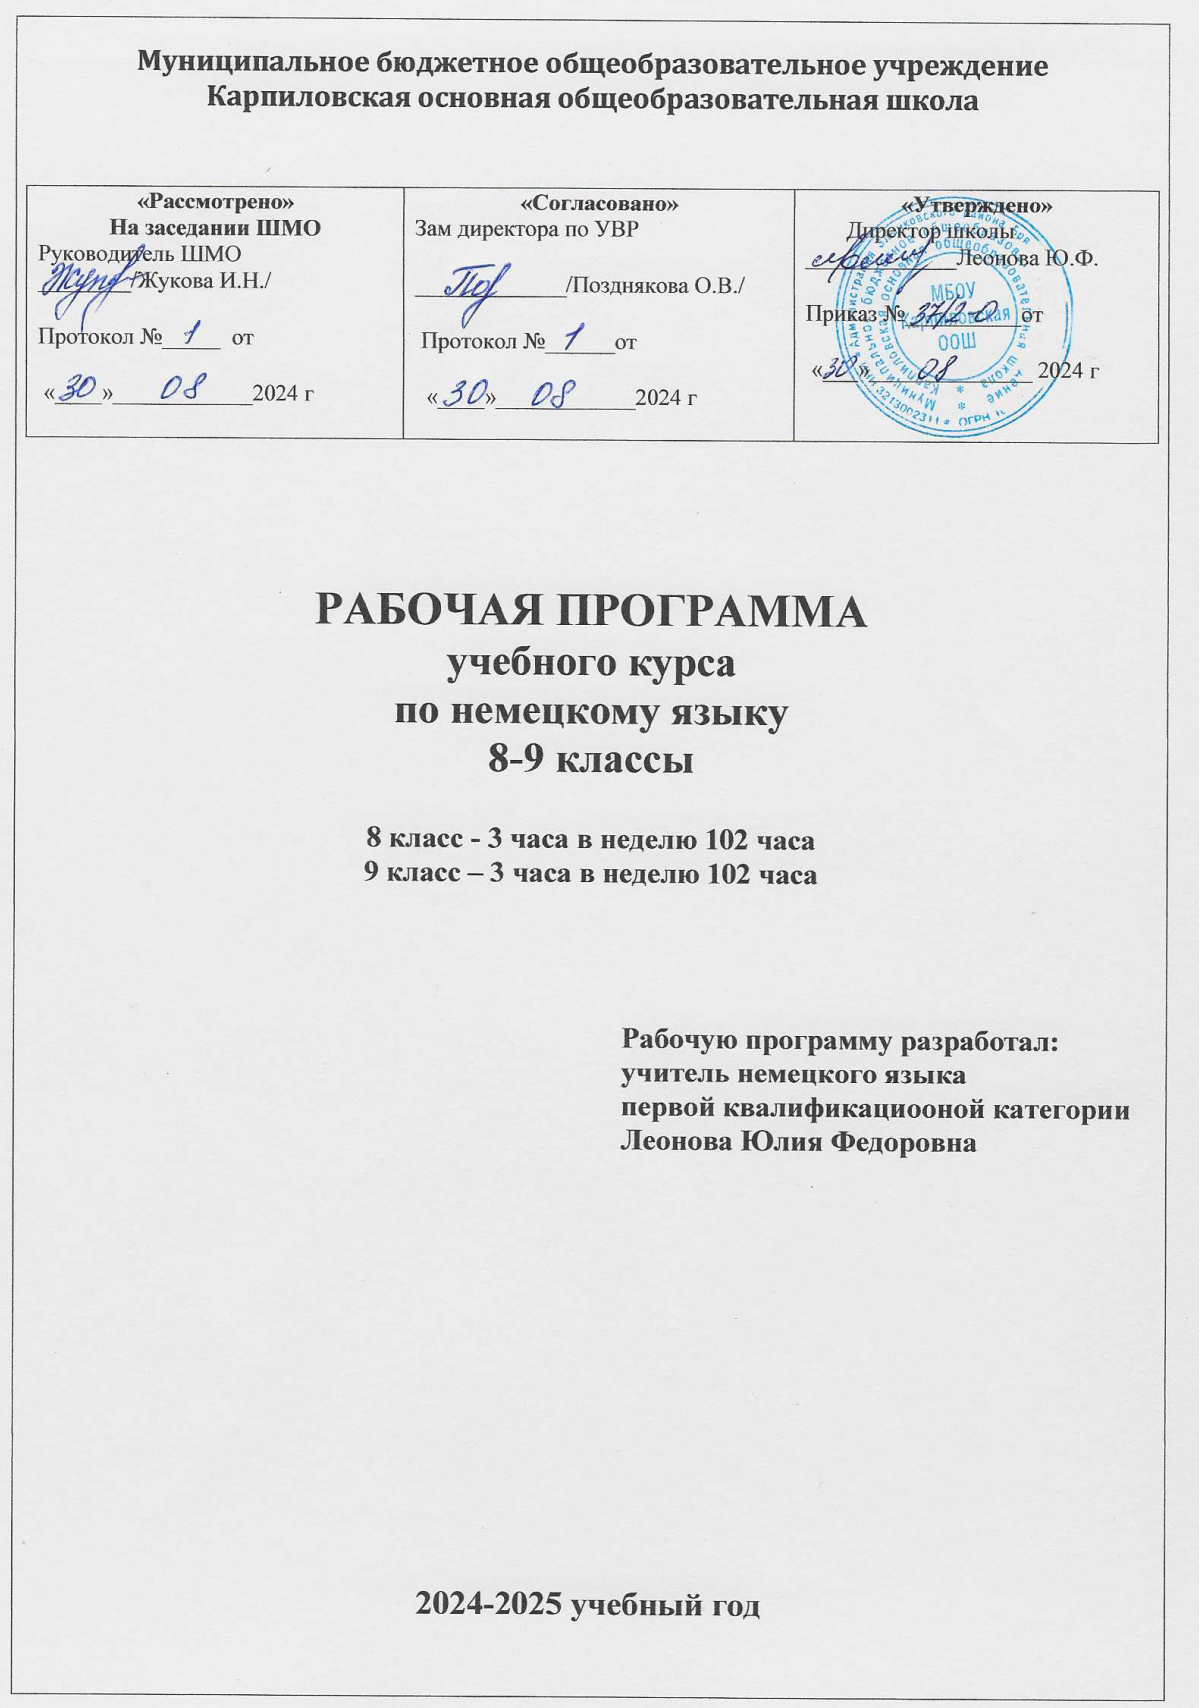 Муниципальное бюджетное общеобразовательное учреждение
Карпиловская основная общеобразовательная школа
«Рассмотрено»
На заседании ШМО
Руководитель ШМО
/Жукова И.Н./
Протокол № 1 от
«30» 08 2024 г
«Согласовано»
Зам директора по УВР
/Позднякова О.В./
Протокол № 1 от
«30» 08 2024 г
«Утверждено»
Директор школы
Леонова Ю.Ф.
Приказ № 37/2-О от
«30» 08 2024 г
МБОУ
Карпиловская
ООШ
РАБОЧАЯ ПРОГРАММА
учебного курса
по немецкому языку
8-9 классы
8 класс - 3 часа в неделю 102 часа
9 класс – 3 часа в неделю 102 часа
Рабочую программу разработал:
учитель немецкого языка
первой квалификациооной категории
Леонова Юлия Федоровна
2024-2025 учебный год